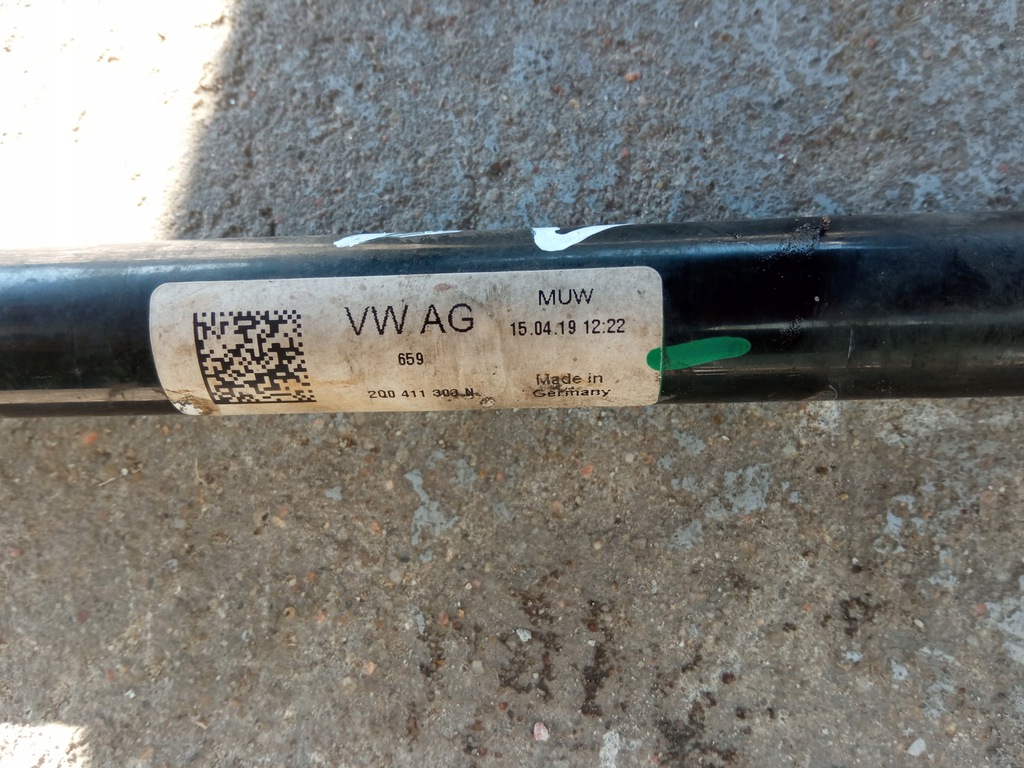 VW AG
659
2Q0 411 303 N
MUW
15.04.19 12:22
Made in
Germany